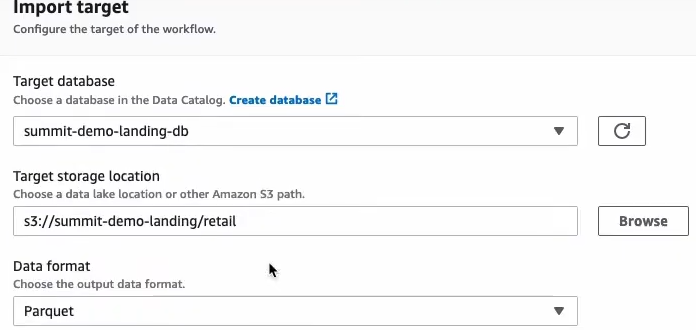 Import target
Configure the target of the workflow.
Target database
Choose a database in the Data Catalog. Create database
summit-demo-landing-db
Target storage location
Choose a data lake location or other Amazon S3 path.
s3://summit-demo-landing/retail
Browse
Data format
Choose the output data format.
Parquet